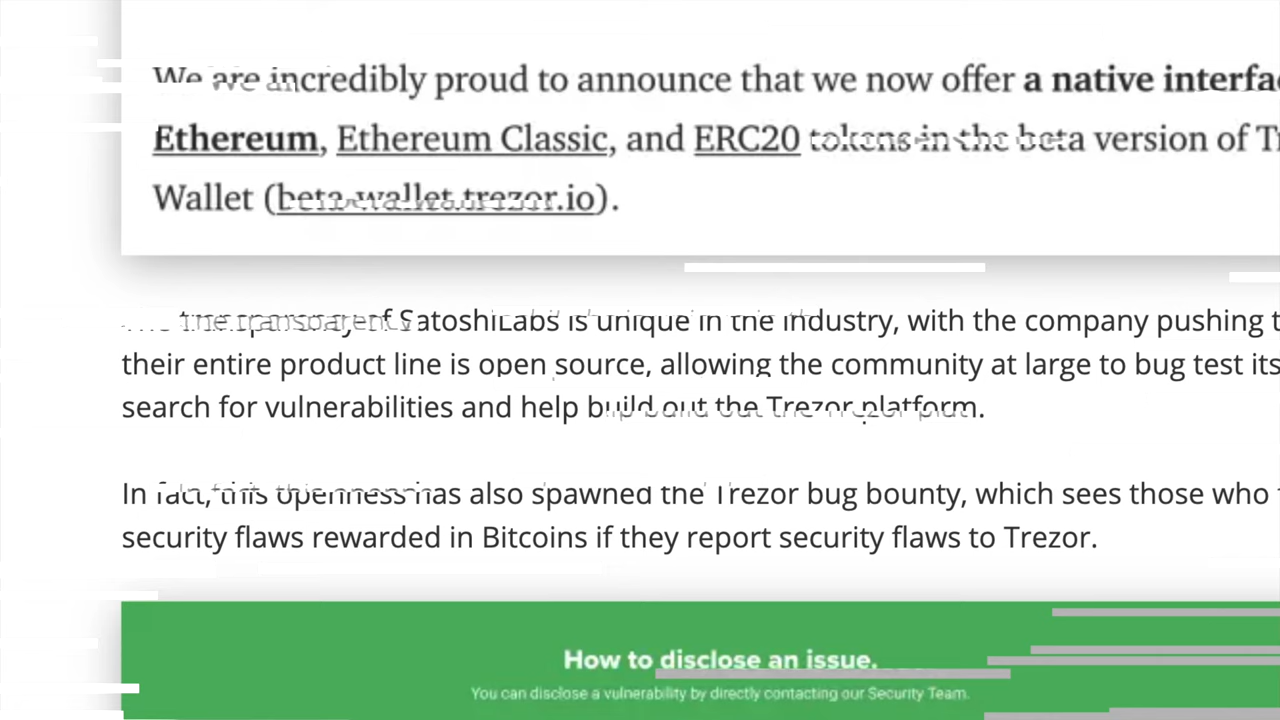 We are incredibly proud to announce that we now offer a native interfac
Ethereum, Ethereum Classic, and ERC20 tokens in the beta version of Tr
Wallet (beta-wallet.trezor.io).
of SatoshiLabs is unique in the industry, with the company pushing t
their entire product line is open source, allowing the community at large to bug test its
search for vulnerabilities and help build out the Trezor platform.
In fact, this openness has also spawned the Trezor bug bounty, which sees those who
security flaws rewarded in Bitcoins if they report security flaws to Trezor.
How to disclose an issue.
You can disclose a vulnerability by directly contacting our Security Team.